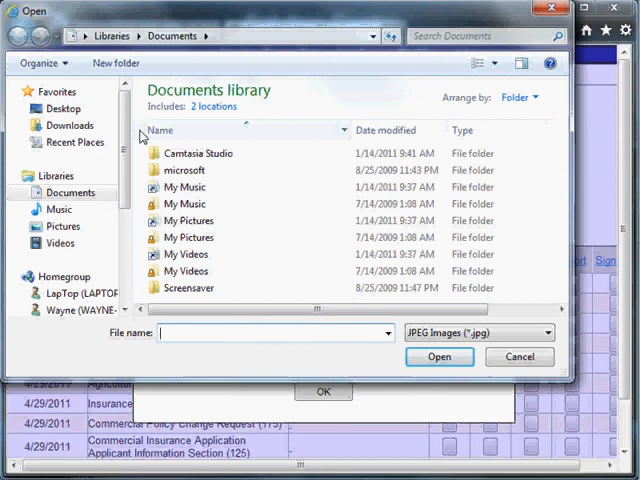 Open
Libraries Documents
Search Documents
Organize New folder
Documents library
Includes: 2 locations
Arrange by: Folder
Favorites
Desktop
Downloads
Recent Places
Libraries
Documents
Music
Pictures
Videos
Homegroup
LapTop (LAPTOP
Wayne (WAYNE-
Name Date modified Type
Camtasia Studio 1/14/2011 9:41 AM File folder
microsoft 8/25/2009 11:43 PM File folder
My Music 1/14/2011 9:37 AM File folder
My Music 7/14/2009 1:08 AM File folder
My Pictures 1/14/2011 9:37 AM File folder
My Pictures 7/14/2009 1:08 AM File folder
My Videos 1/14/2011 9:37 AM File folder
My Videos 7/14/2009 1:08 AM File folder
Screensaver 8/25/2009 11:47 PM File folder
File name: JPEG Images (*.jpg)
Open Cancel
Sign
OK
4/29/2011
4/29/2011 Insurance
4/29/2011 Commercial Policy Change Request (175)
4/29/2011 Commercial Insurance Application
Applicant Information Section (125)